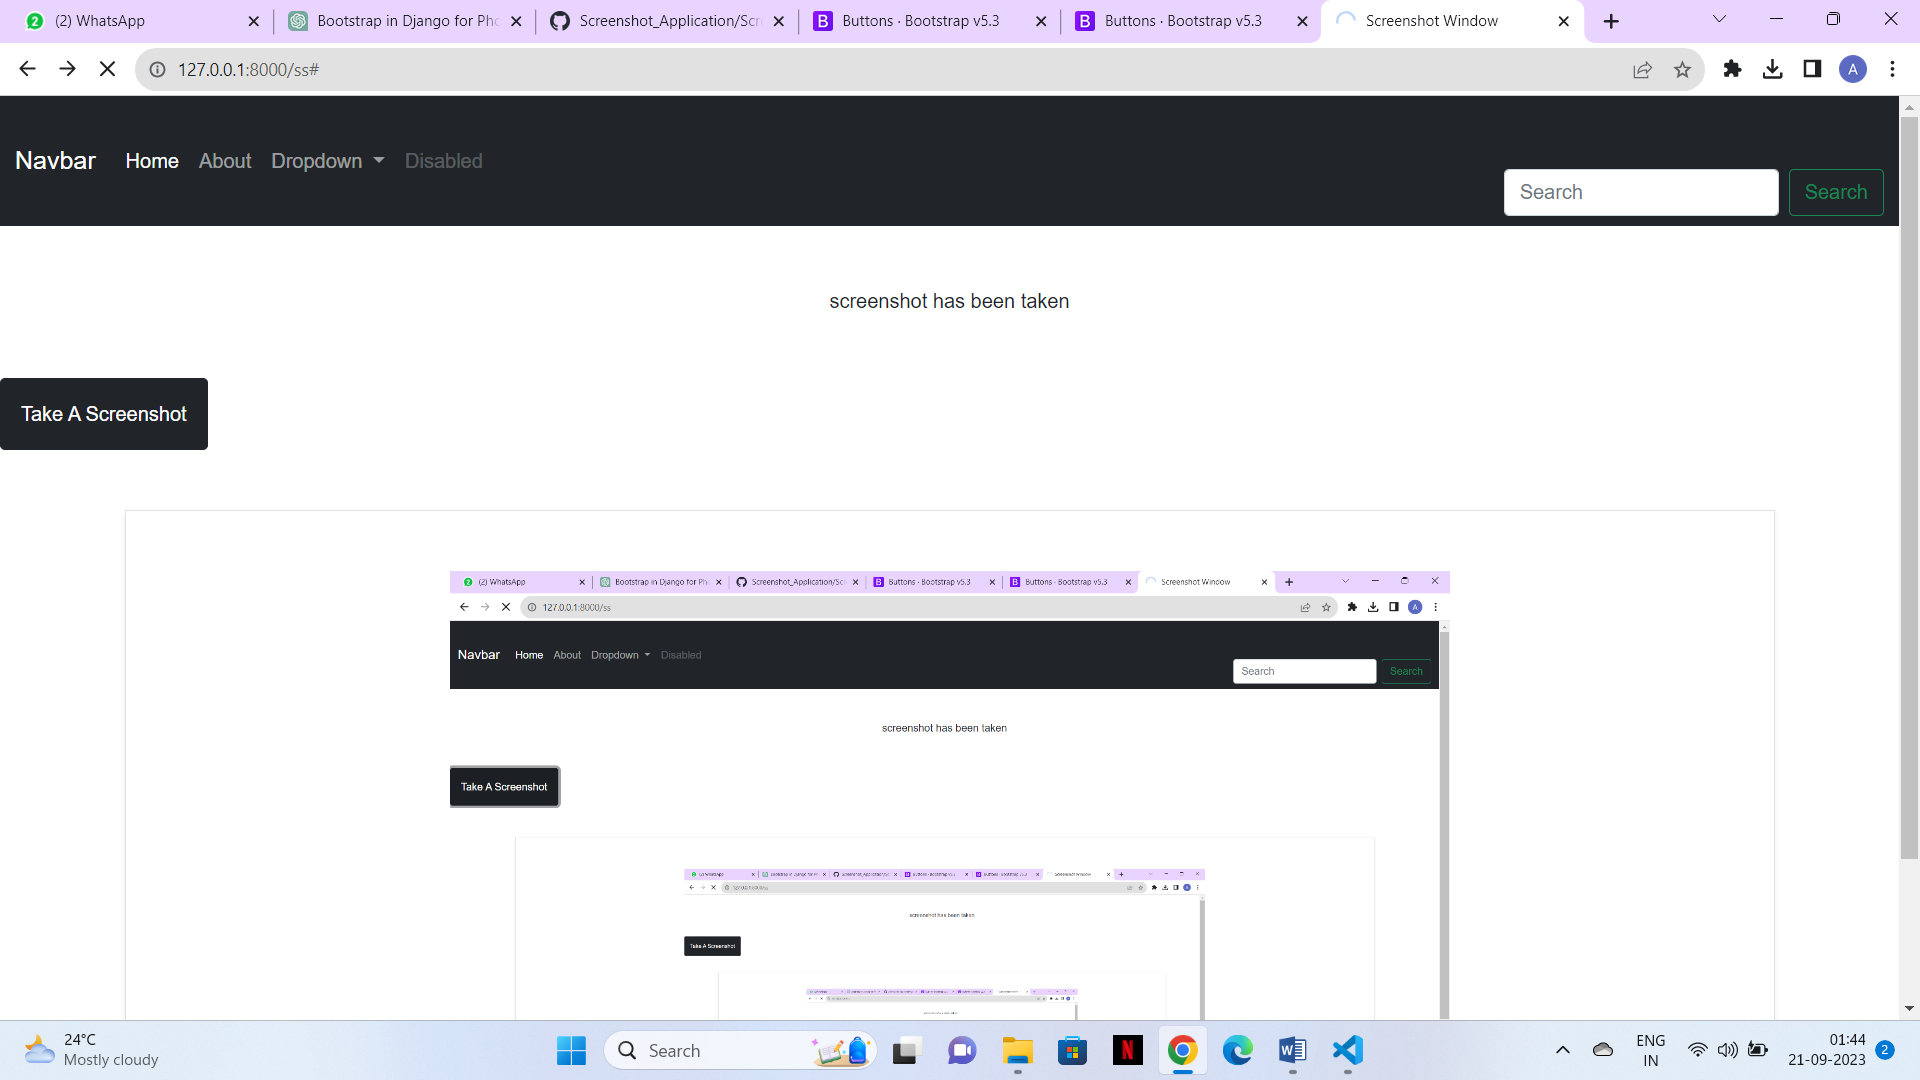 (2) WhatsApp
Bootstrap in Django for Pho
Screenshot_Application/Scre
Buttons · Bootstrap v5.3
Buttons · Bootstrap v5.3
Screenshot Window
127.0.0.1:8000/ss#
A
Navbar Home About Dropdown Disabled
Search Search
screenshot has been taken
Take A Screenshot
(2) WhatsApp
Bootstrap in Django for Pho
Screenshot_Application/Scr
Buttons · Bootstrap v5.3
Buttons · Bootstrap v5.3
Screenshot Window
127.0.0.1:8000/ss
A
Navbar Home About Dropdown Disabled
Search Search
screenshot has been taken
Take A Screenshot
screenshot has been taken
Take A Screenshot
24°C
Mostly cloudy
Search
ENG
IN
01:44
21-09-2023
2